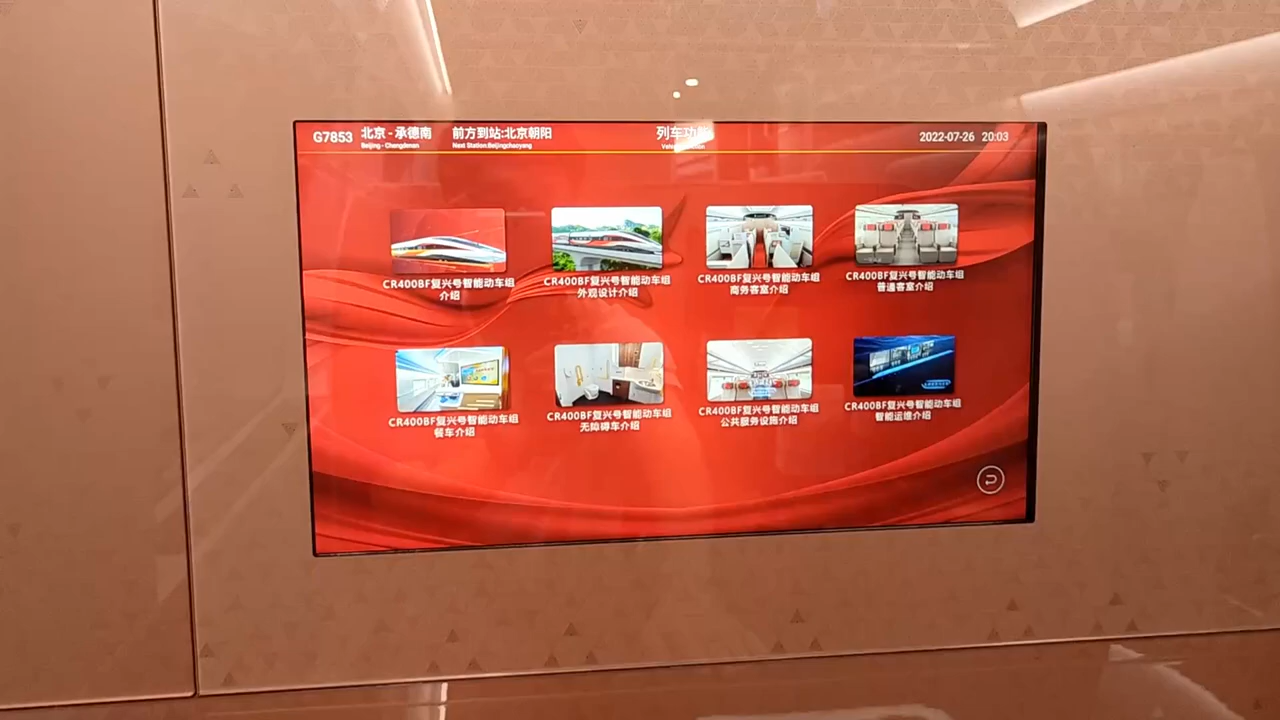 G7853 北京 - 承德南 前方到站:北京朝阳 列车功能 2022-07-26 20:03
Beijing - Chengdenan Next Station:Beijingchaoyang
CR400BF复兴号智能动车组
介绍
CR400BF复兴号智能动车组
外观设计介绍
CR400BF复兴号智能动车组
商务客室介绍
CR400BF复兴号智能动车组
普通客室介绍
CR400BF复兴号智能动车组
餐车介绍
CR400BF复兴号智能动车组
无障碍车介绍
CR400BF复兴号智能动车组
公共服务设施介绍
CR400BF复兴号智能动车组
智能运维介绍